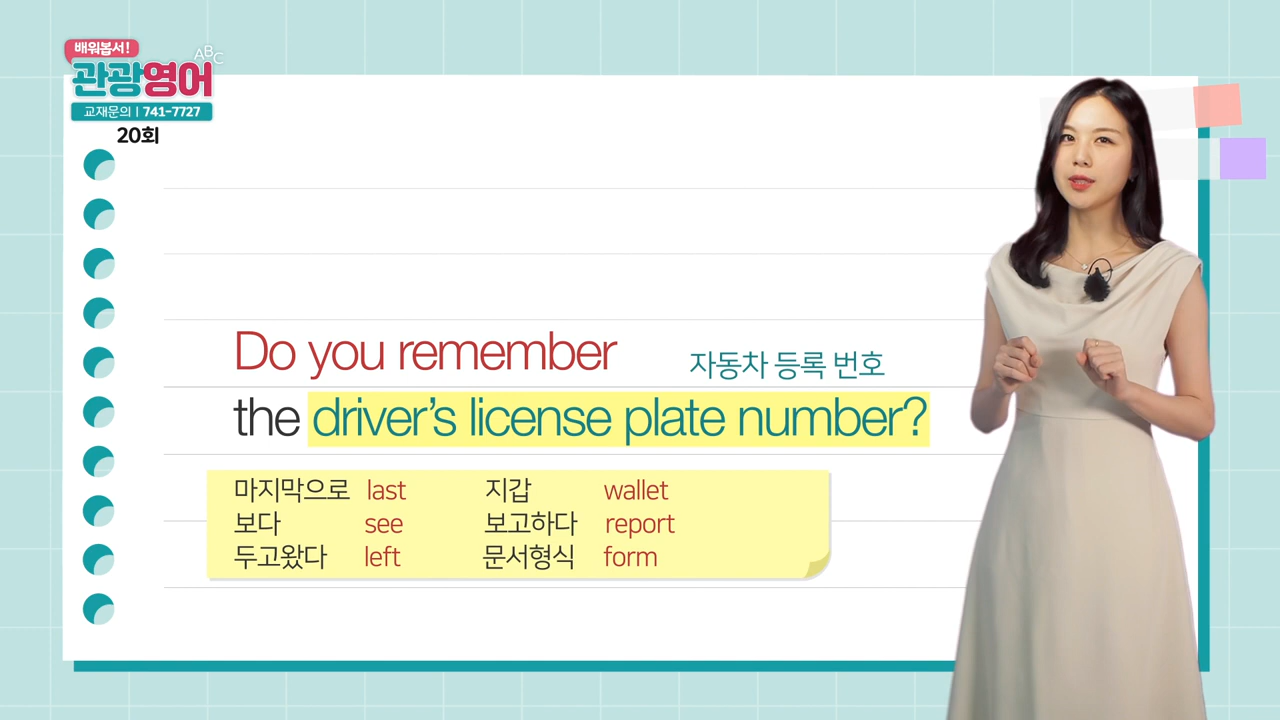 배워봅서!
ABC
관광영어
교재문의 | 741-7727
20회
Do you remember
자동차 등록 번호
the driver's license plate number?
마지막으로 last 지갑 wallet
보다 see 보고하다 report
두고왔다 left 문서형식 form